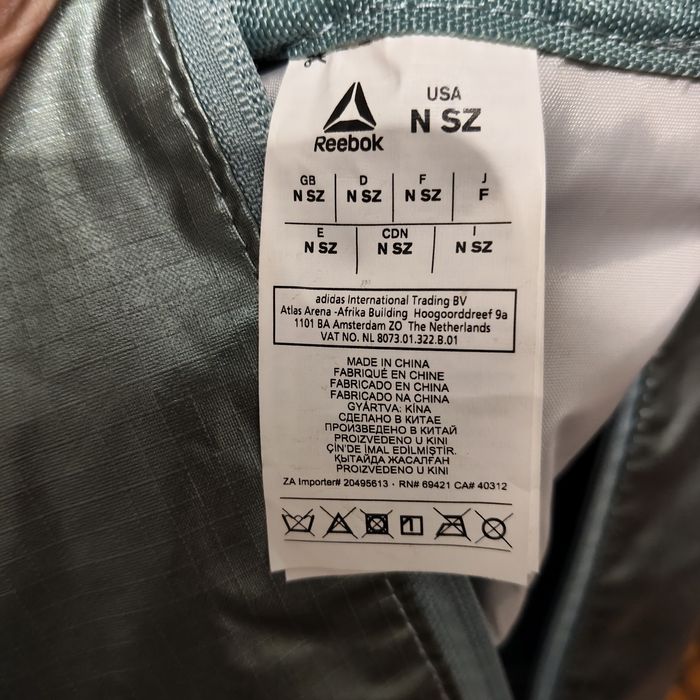 Reebok
USA
N SZ
GB D F J
N SZ N SZ N SZ F
E CDN I
N SZ N SZ N SZ
adidas International Trading BV
Atlas Arena -Afrika Building Hoogoorddreef 9a
1101 BA Amsterdam ZO The Netherlands
VAT NO. NL 8073.01.322.B.01
MADE IN CHINA
FABRIQUÉ EN CHINE
FABRICADO EN CHINA
FABRICADO NA CHINA
GYÁRTVA: KÍNA
СДЕЛАНО В КИТАЕ
ПРОИЗВЕДЕНО В КИТАЙ
PROIZVEDENO U KINI
ÇİN'DE İMAL EDİLMİŞTİR.
ҚЫТАЙДА ЖАСАЛҒАН
PROIZVEDENO U KINI
ZA Importer# 20495613 · RN# 69421 CA# 40312